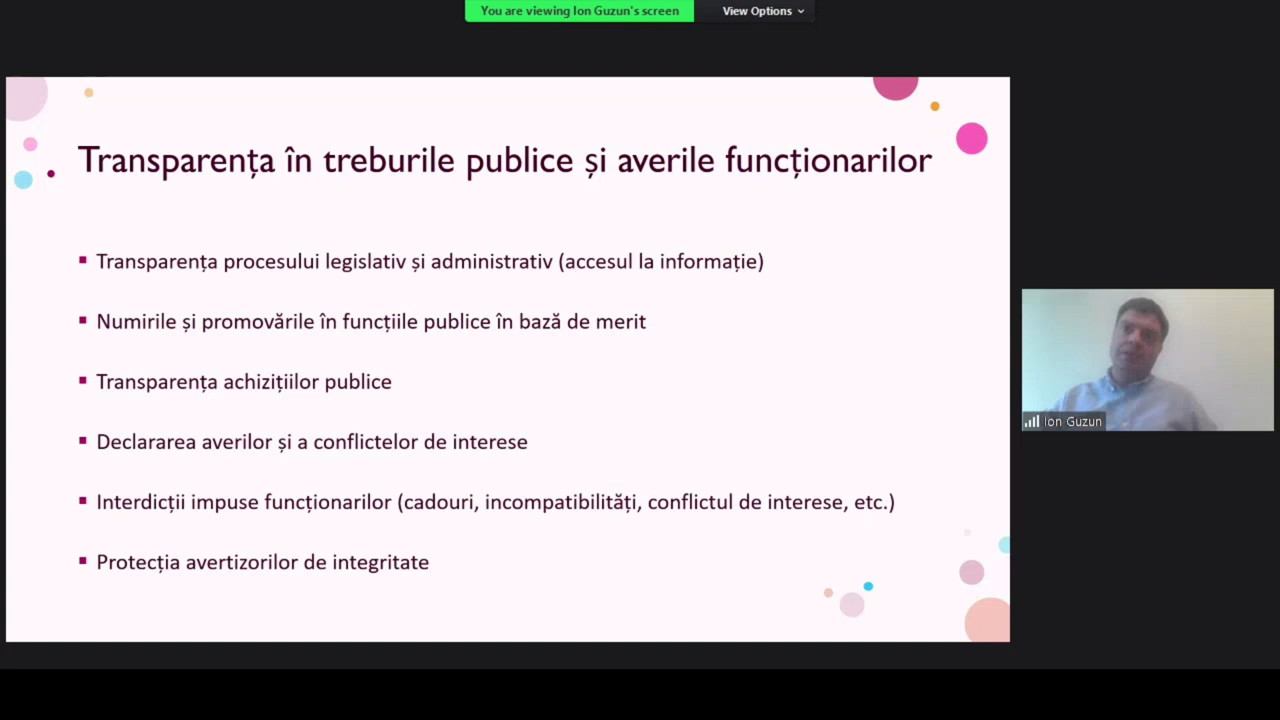 You are viewing Ion Guzun's screen
View Options
Transparența în treburile publice și averile funcționarilor
Transparența procesului legislativ și administrativ (accesul la informație)
Numirile și promovările în funcțiile publice în bază de merit
Transparența achizițiilor publice
Declararea averilor și a conflictelor de interese
Interdicții impuse funcționarilor (cadouri, incompatibilități, conflictul de interese, etc.)
Protecția avertizorilor de integritate
Ion Guzun